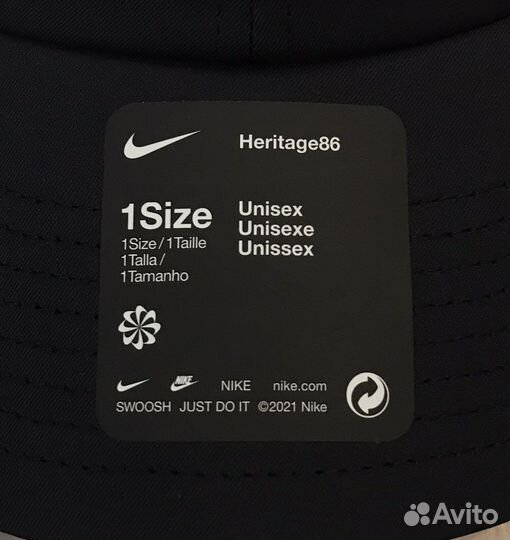 Heritage86
1Size
1Size / 1Taille
1Talla /
1Tamanho
Unisex
Unisexe
Unissex
NIKE NIKE nike.com
SWOOSH JUST DO IT ©2021 Nike
Avito